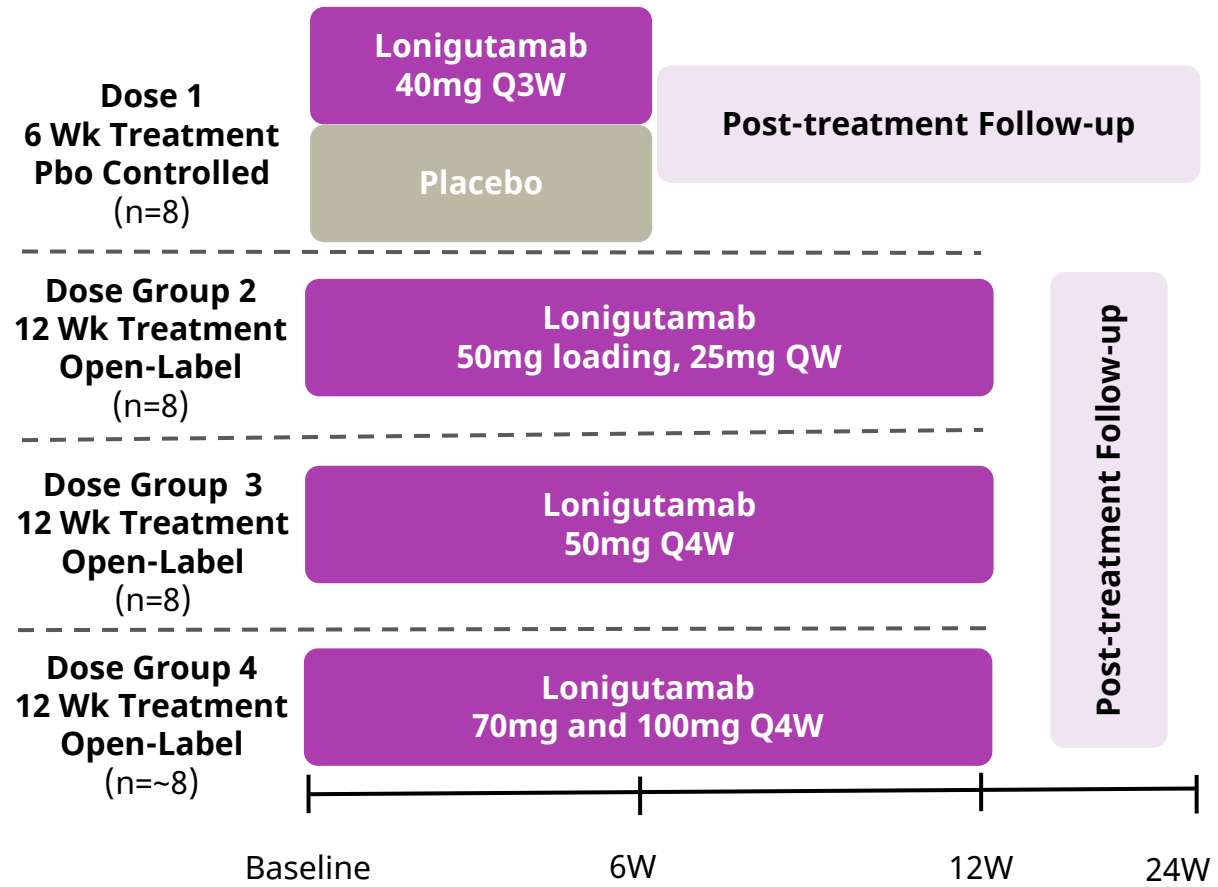 Dose 1
6 Wk Treatment
Pbo Controlled
(n=8)
Lonigutamab
40mg Q3W
Placebo
Post-treatment Follow-up
Dose Group 2
12 Wk Treatment
Open-Label
(n=8)
Lonigutamab
50mg loading, 25mg QW
Dose Group  3
12 Wk Treatment
Open-Label
(n=8)
Lonigutamab
50mg Q4W
Dose Group 4
12 Wk Treatment
Open-Label
(n=~8)
Lonigutamab
70mg and 100mg Q4W
Post-treatment Follow-up
Baseline
6W
12W
24W